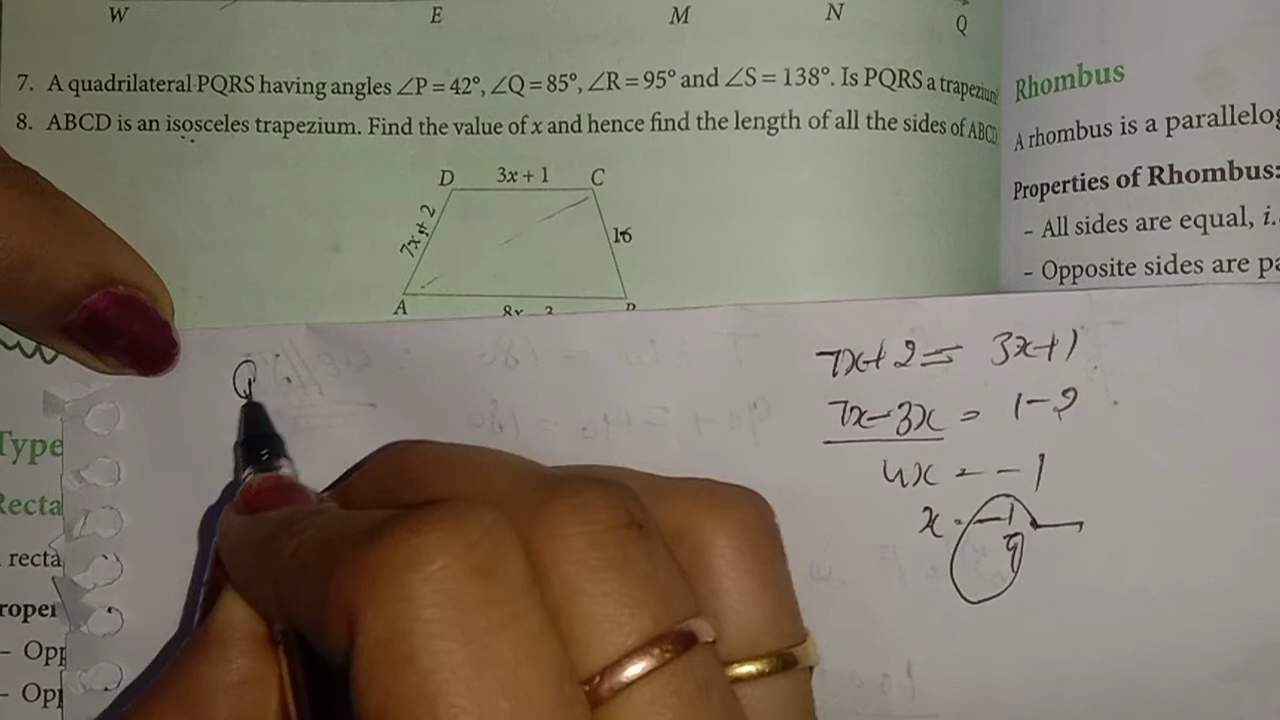 W E M N Q
7. A quadrilateral PQRS having angles ∠P = 42°, ∠Q = 85°, ∠R = 95° and ∠S = 138°. Is PQRS a trapezium
8. ABCD is an isosceles trapezium. Find the value of x and hence find the length of all the sides of ABCD
D 3x + 1 C
7x + 2
16
A
Rhombus
A rhombus is a parallelog
Properties of Rhombus:
- All sides are equal, i.
- Opposite sides are pa
7x + 2 = 3x + 1
7x - 3x = 1 - 2
4x = - 1
Q
Type
Recta
recta
roper
- Opp
- Opp